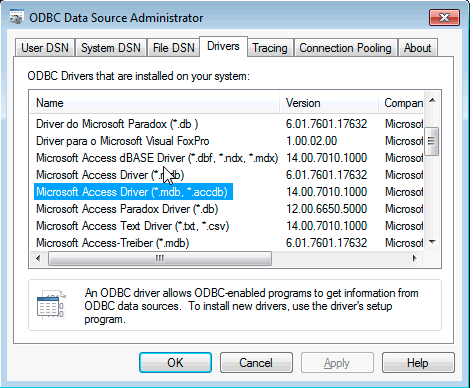 ODBC Data Source Administrator
User DSN System DSN File DSN Drivers Tracing Connection Pooling About
ODBC Drivers that are installed on your system:
Name Version Compan
Driver do Microsoft Paradox (*.db ) 6.01.7601.17632 Microsof
Driver para o Microsoft Visual FoxPro 1.00.02.00 Microsof
Microsoft Access dBASE Driver (*.dbf, *.ndx, *.mdx) 14.00.7010.1000 Microsof
Microsoft Access Driver (*.mdb) 6.01.7601.17632 Microsof
Microsoft Access Driver (*.mdb, *.accdb) 14.00.7010.1000 Microsof
Microsoft Access Paradox Driver (*.db) 12.00.6650.5000 Microsof
Microsoft Access Text Driver (*.txt, *.csv) 14.00.7010.1000 Microsof
Microsoft Access-Treiber (*.mdb) 6.01.7601.17632 Microsof
An ODBC driver allows ODBC-enabled programs to get information from
ODBC data sources. To install new drivers, use the driver's setup
program.
OK Cancel Apply Help